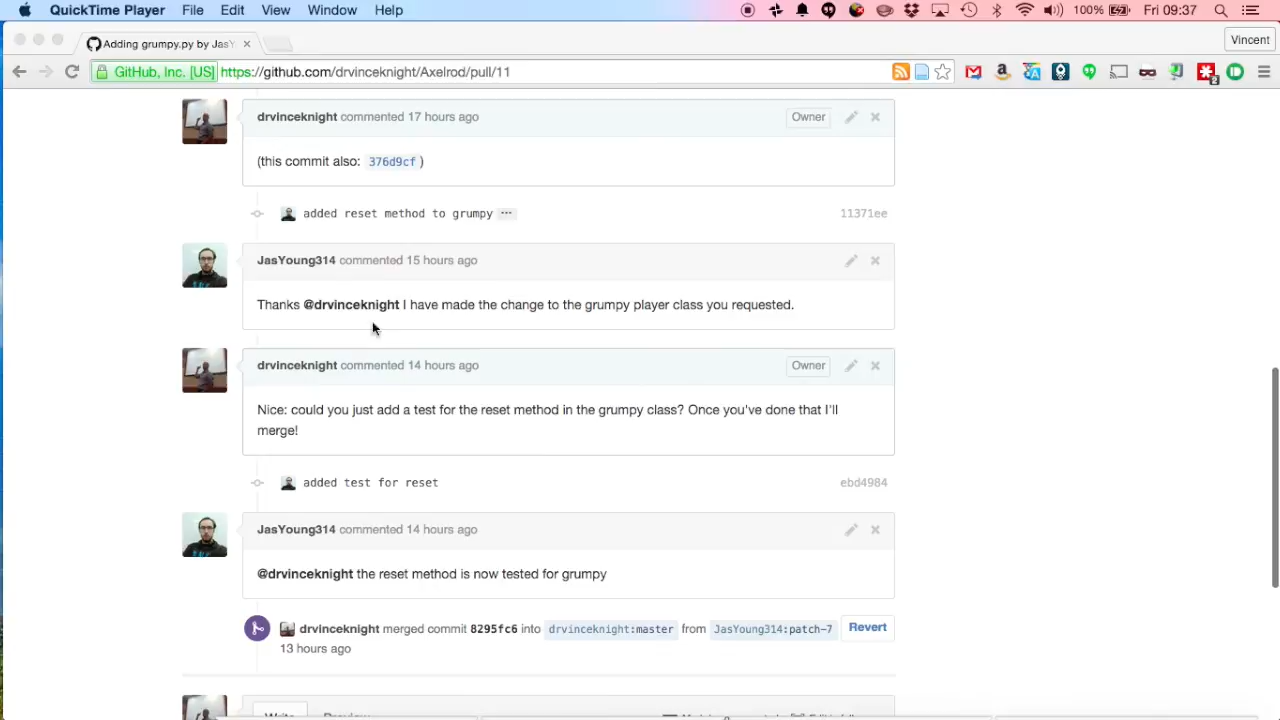 QuickTime Player File Edit View Window Help 100% Fri 09:37
Adding grumpy.py by JasY
Vincent
GitHub, Inc. [US] https://github.com/drvinceknight/Axelrod/pull/11
2
drvinceknight commented 17 hours ago Owner
(this commit also: 376d9cf )
added reset method to grumpy ··· 11371ee
JasYoung314 commented 15 hours ago
Thanks @drvinceknight I have made the change to the grumpy player class you requested.
drvinceknight commented 14 hours ago Owner
Nice: could you just add a test for the reset method in the grumpy class? Once you've done that I'll
merge!
added test for reset ebd4984
JasYoung314 commented 14 hours ago
@drvinceknight the reset method is now tested for grumpy
drvinceknight merged commit 8295fc6 into drvinceknight:master from JasYoung314:patch-7 Revert
13 hours ago
Write Preview